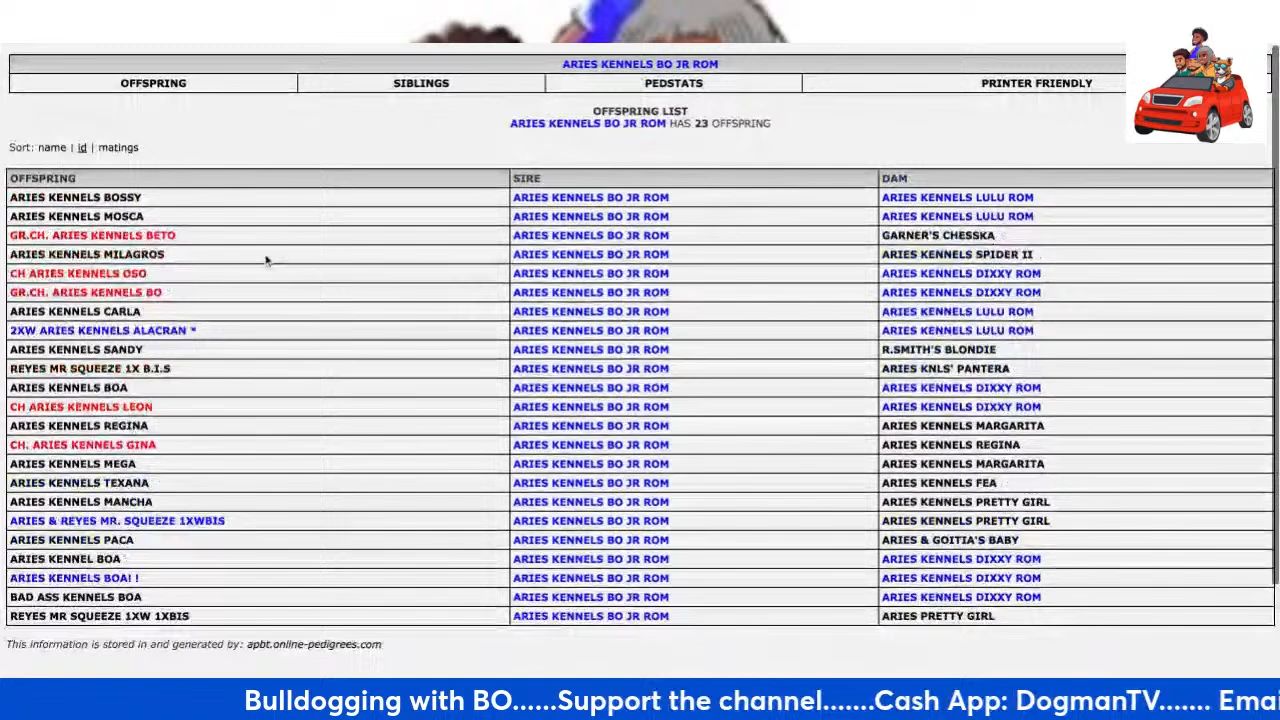 ARIES KENNELS BO JR ROM
OFFSPRING SIBLINGS PEDSTATS PRINTER FRIENDLY
OFFSPRING LIST
ARIES KENNELS BO JR ROM HAS 23 OFFSPRING
Sort: name | id | matings
OFFSPRING SIRE DAM
ARIES KENNELS BOSSY ARIES KENNELS BO JR ROM ARIES KENNELS LULU ROM
ARIES KENNELS MOSCA ARIES KENNELS BO JR ROM ARIES KENNELS LULU ROM
GR.CH. ARIES KENNELS BETO ARIES KENNELS BO JR ROM GARNER'S CHESSKA
ARIES KENNELS MILAGROS ARIES KENNELS BO JR ROM ARIES KENNELS SPIDER II
CH ARIES KENNELS OSO ARIES KENNELS BO JR ROM ARIES KENNELS DIXXY ROM
GR.CH. ARIES KENNELS BO ARIES KENNELS BO JR ROM ARIES KENNELS DIXXY ROM
ARIES KENNELS CARLA ARIES KENNELS BO JR ROM ARIES KENNELS LULU ROM
2XW ARIES KENNELS ALACRAN * ARIES KENNELS BO JR ROM ARIES KENNELS LULU ROM
ARIES KENNELS SANDY ARIES KENNELS BO JR ROM R.SMITH'S BLONDIE
REYES MR SQUEEZE 1X B.I.S ARIES KENNELS BO JR ROM ARIES KNLS' PANTERA
ARIES KENNELS BOA ARIES KENNELS BO JR ROM ARIES KENNELS DIXXY ROM
CH ARIES KENNELS LEON ARIES KENNELS BO JR ROM ARIES KENNELS DIXXY ROM
ARIES KENNELS REGINA ARIES KENNELS BO JR ROM ARIES KENNELS MARGARITA
CH. ARIES KENNELS GINA ARIES KENNELS BO JR ROM ARIES KENNELS REGINA
ARIES KENNELS MEGA ARIES KENNELS BO JR ROM ARIES KENNELS MARGARITA
ARIES KENNELS TEXANA ARIES KENNELS BO JR ROM ARIES KENNELS FEA
ARIES KENNELS MANCHA ARIES KENNELS BO JR ROM ARIES KENNELS PRETTY GIRL
ARIES & REYES MR. SQUEEZE 1XWBIS ARIES KENNELS BO JR ROM ARIES KENNELS PRETTY GIRL
ARIES KENNELS PACA ARIES KENNELS BO JR ROM ARIES & GOITIA'S BABY
ARIES KENNEL BOA ARIES KENNELS BO JR ROM ARIES KENNELS DIXXY ROM
ARIES KENNELS BOA! ! ARIES KENNELS BO JR ROM ARIES KENNELS DIXXY ROM
BAD ASS KENNELS BOA ARIES KENNELS BO JR ROM ARIES KENNELS DIXXY ROM
REYES MR SQUEEZE 1XW 1XBIS ARIES KENNELS BO JR ROM ARIES PRETTY GIRL
This information is stored in and generated by: apbt.online-pedigrees.com
Bulldogging with BO......Support the channel.......Cash App: DogmanTV....... Emai